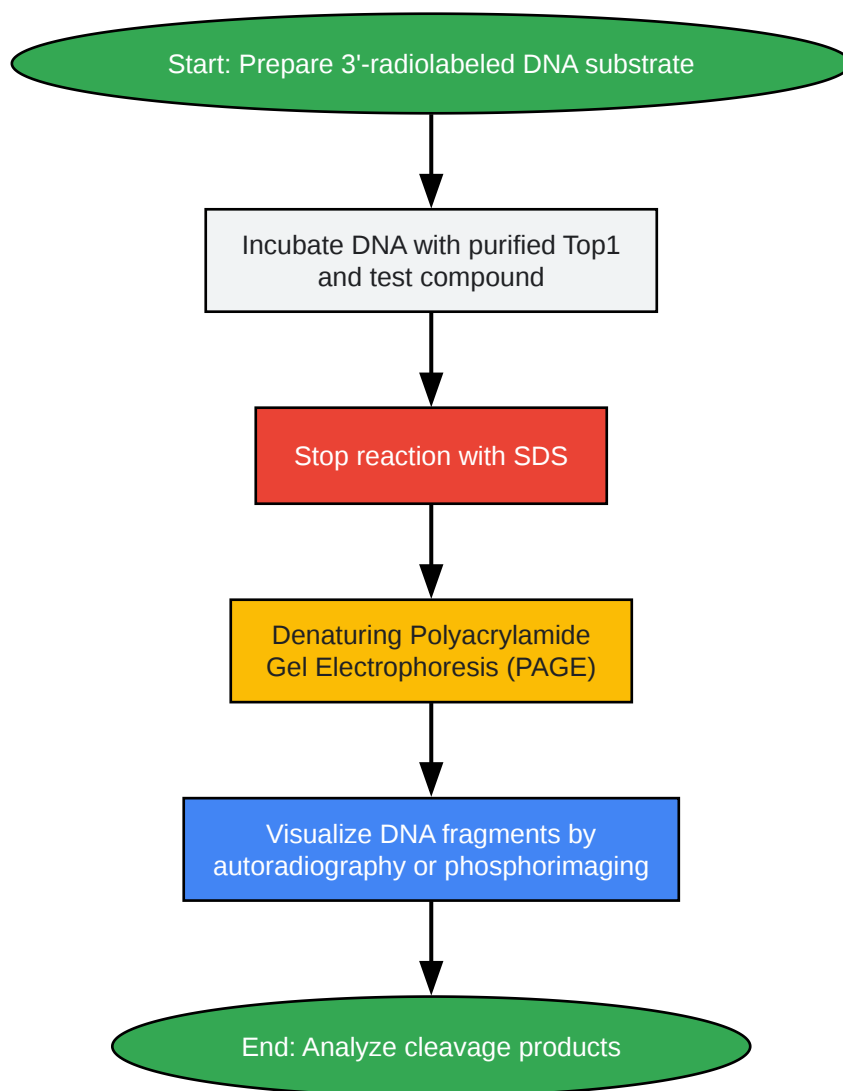 Start: Prepare 3'-radiolabeled DNA substrate
Incubate DNA with purified Top1
and test compound
Stop reaction with SDS
Denaturing Polyacrylamide
Gel Electrophoresis (PAGE)
Visualize DNA fragments by
autoradiography or phosphorimaging
End: Analyze cleavage products